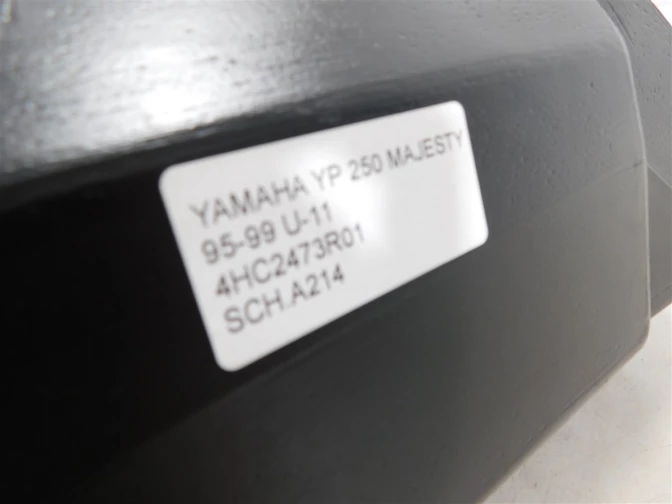 YAMAHA YP 250 MAJESTY
95-99 U-11
4HC2473R01
SCH.A214